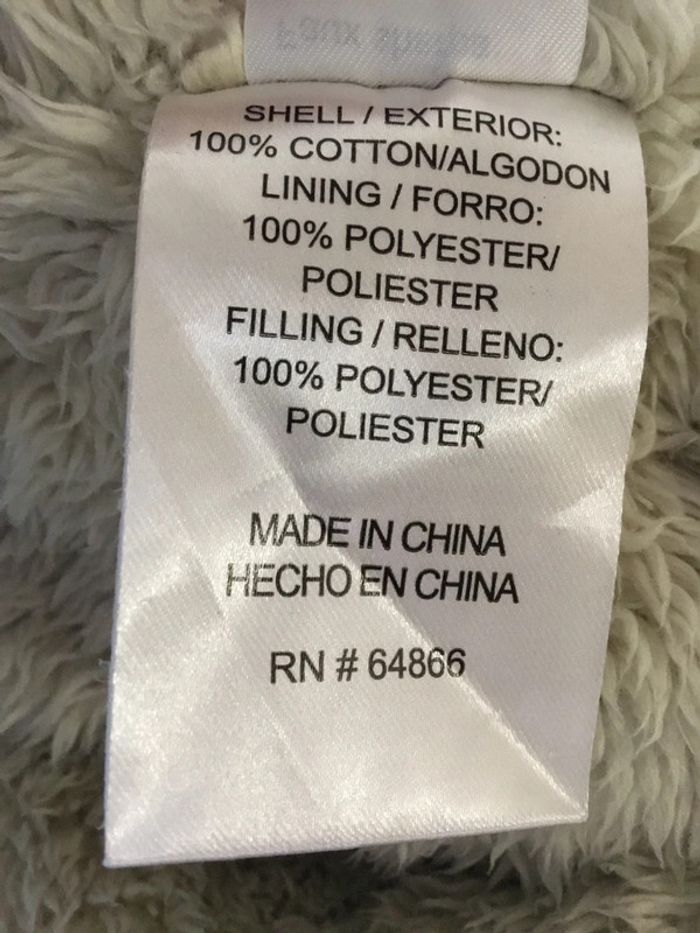 SHELL / EXTERIOR:
100% COTTON/ALGODON
LINING / FORRO:
100% POLYESTER/
POLIESTER
FILLING / RELLENO:
100% POLYESTER/
POLIESTER
MADE IN CHINA
HECHO EN CHINA
RN # 64866